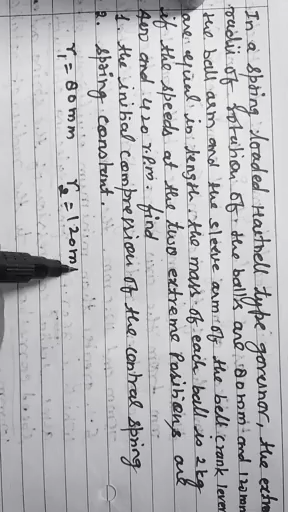 In a spring loaded Hartnell type govrnor, the extre
radii of rotation of the balls are 80mm and 120mm
the ball arm and the sleeve arm of the bell crank lever
are equal in length. the mass of each ball is 2kg
if the speeds at the two extreme positions are
400 and 420 r.P.m. find
1. the initial compression of the central spring
2. spring constant
r₁ = 80mm r₂ = 120m